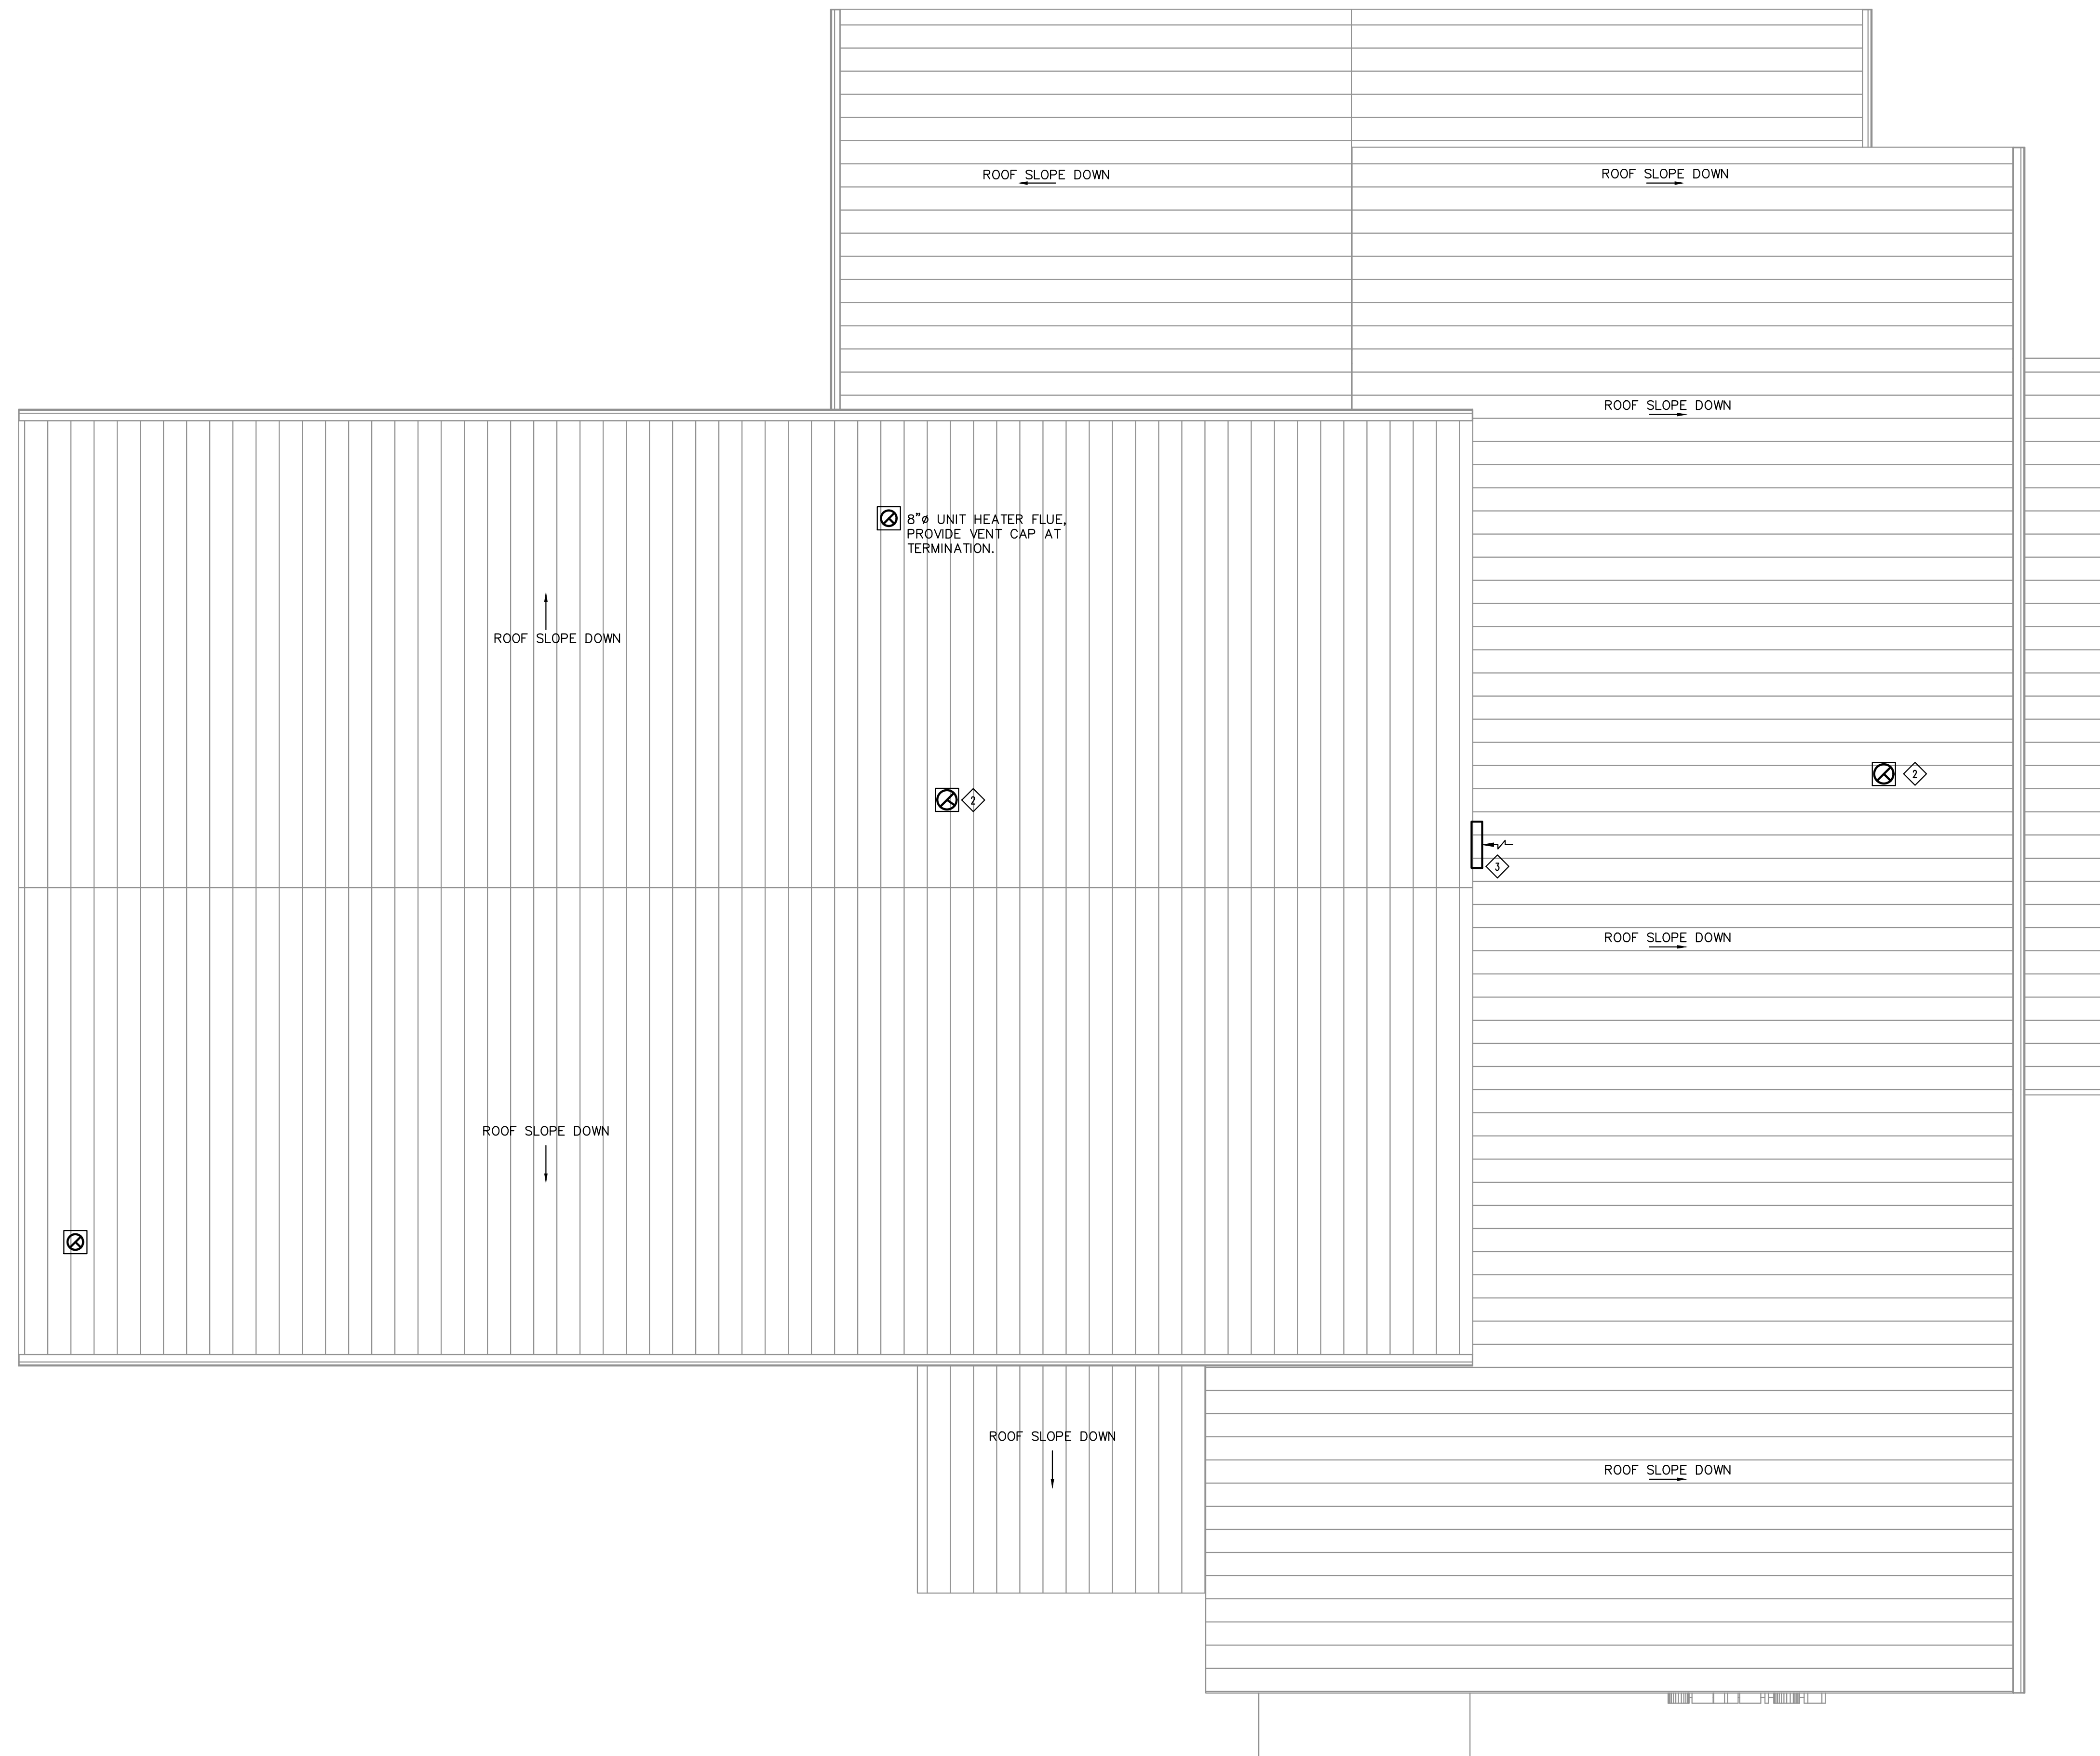 ROOF SLOPE DOWN
ROOF SLOPE DOWN
ROOF SLOPE DOWN
8"ø UNIT HEATER FLUE,
PROVIDE VENT CAP AT
TERMINATION.
ROOF SLOPE DOWN
2
2
3
ROOF SLOPE DOWN
ROOF SLOPE DOWN
ROOF SLOPE DOWN
ROOF SLOPE DOWN